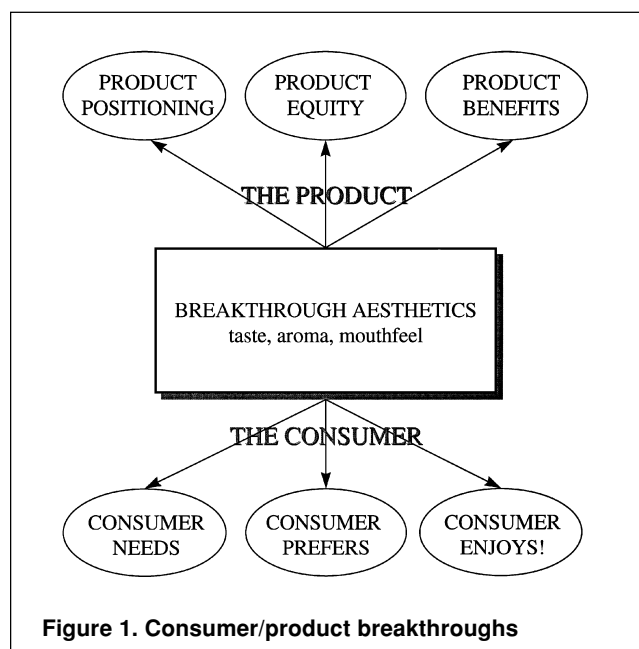 PRODUCT
POSITIONING
PRODUCT
EQUITY
PRODUCT
BENEFITS
THE PRODUCT
BREAKTHROUGH AESTHETICS
taste, aroma, mouthfeel
THE CONSUMER
CONSUMER
NEEDS
CONSUMER
PREFERS
CONSUMER
ENJOYS!
Figure 1. Consumer/product breakthroughs